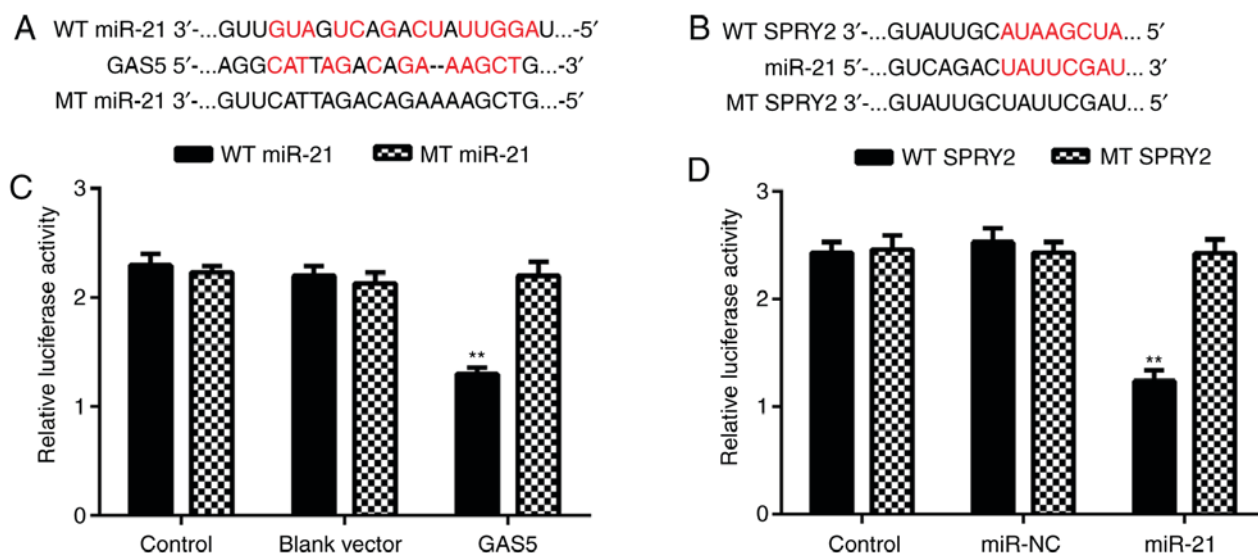 A
WT miR-21 3′-...GUUGUAGUCAGACUAUUGGAU...-5′
GAS5 5′-...AGGCATTAGACAGA--AAGCTG...-3′
MT miR-21 3′-...GUUCATTAGACAGAAAAGCTG...-5′
B
WT SPRY2 3′-...GUAUUGCAUAAGCUA... 5′
miR-21 5′-...GUCAGACUAUUCGAU... 3′
MT SPRY2 3′-...GUAUUGCUAUUCGAU... 5′
C
WT miR-21 MT miR-21
Relative luciferase activity
3
2
1
0
**
Control Blank vector GAS5
D
WT SPRY2 MT SPRY2
Relative luciferase activity
3
2
1
0
**
Control miR-NC miR-21